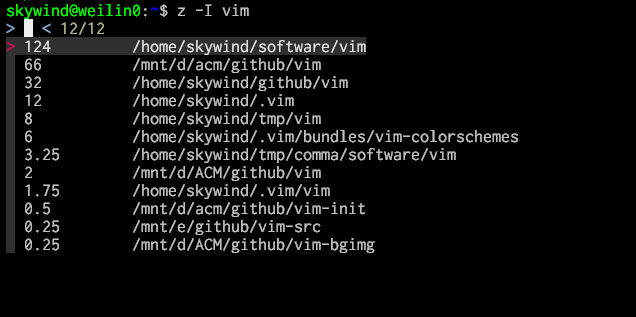 skywind@weilin0:~$ z -I vim
> < 12/12
> 124 /home/skywind/software/vim
66 /mnt/d/acm/github/vim
32 /home/skywind/github/vim
12 /home/skywind/.vim
8 /home/skywind/tmp/vim
6 /home/skywind/.vim/bundles/vim-colorschemes
3.25 /home/skywind/tmp/comma/software/vim
2 /mnt/d/ACM/github/vim
1.75 /home/skywind/.vim/vim
0.5 /mnt/d/acm/github/vim-init
0.25 /mnt/e/github/vim-src
0.25 /mnt/d/ACM/github/vim-bgimg